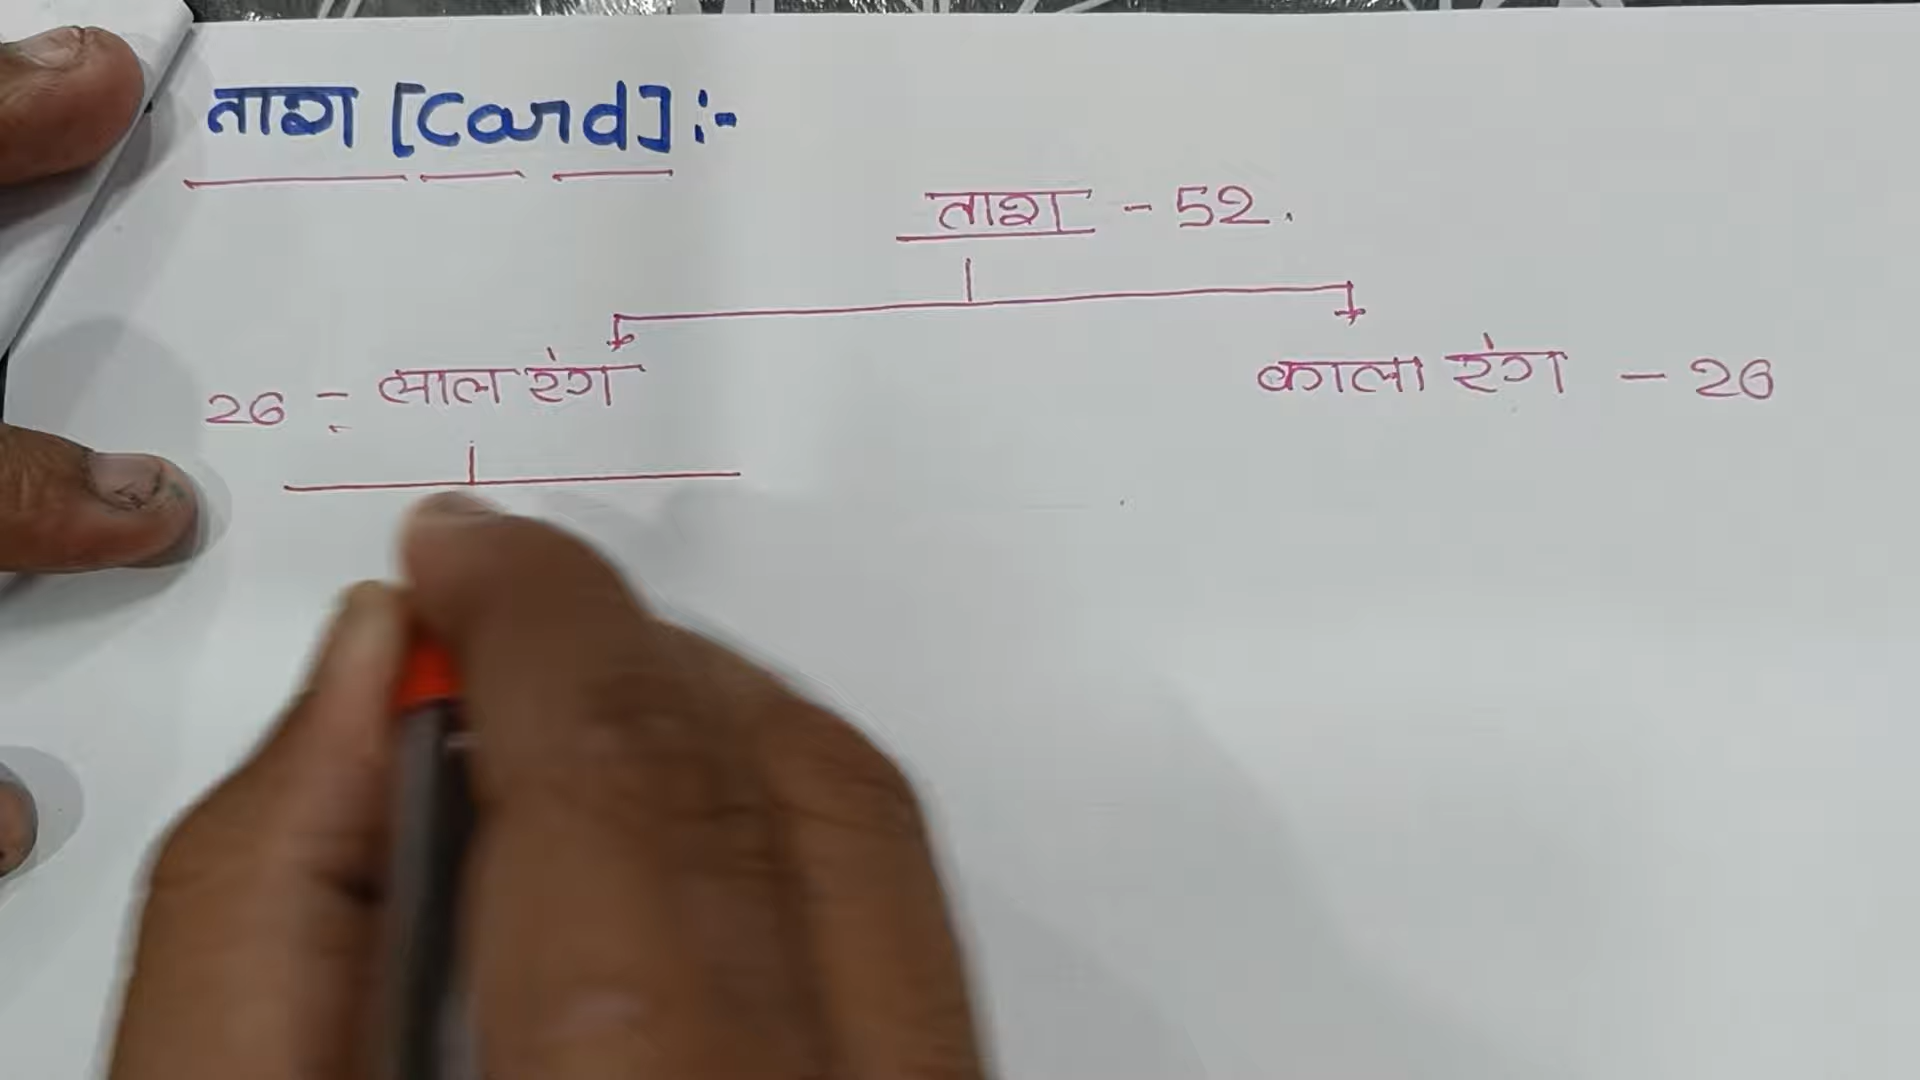 ताश [Card] :-
ताश - 52.
26 - लाल रंग
काला रंग - 26